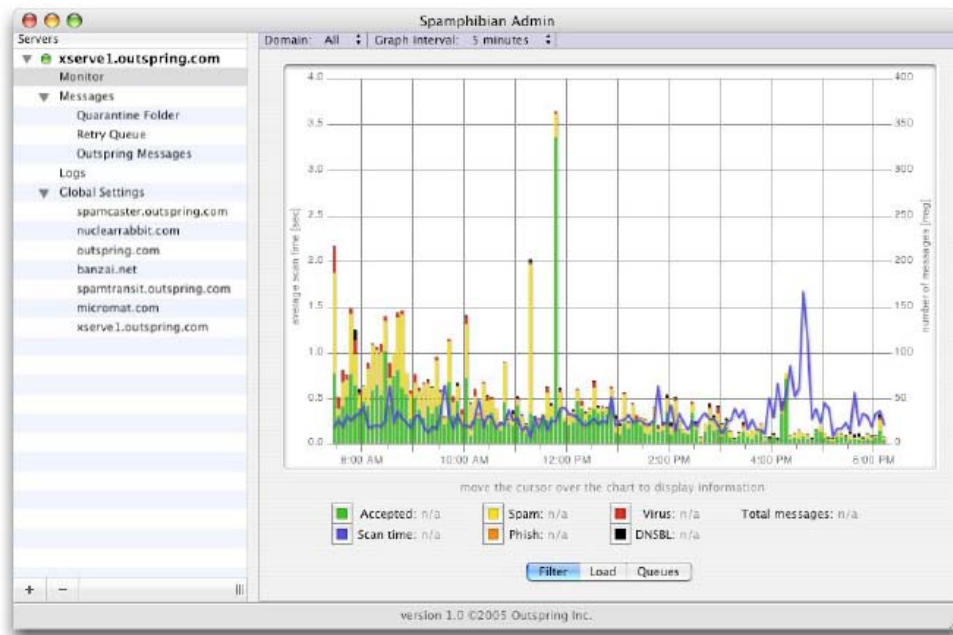 Spamphibian Admin
Servers
Domain: All Graph Interval: 5 minutes
xserve1.outspring.com
Monitor
Messages
Quarantine Folder
Retry Queue
Outspring Messages
Logs
Global Settings
spamcaster.outspring.com
nuclearrabbit.com
outspring.com
banzai.net
spamtransit.outspring.com
micromat.com
xserve1.outspring.com
average scan time [sec]
4.0
3.5
3.0
2.5
2.0
1.5
1.0
0.5
0.0
400
350
300
250
200
150
100
50
0
number of messages [msg]
8:00 AM 10:00 AM 12:00 PM 2:00 PM 4:00 PM 6:00 PM
move the cursor over the chart to display information
Accepted: n/a Spam: n/a Virus: n/a Total messages: n/a
Scan time: n/a Phish: n/a DNSBL: n/a
Filter Load Queues
+ −
version 1.0 ©2005 Outspring Inc.